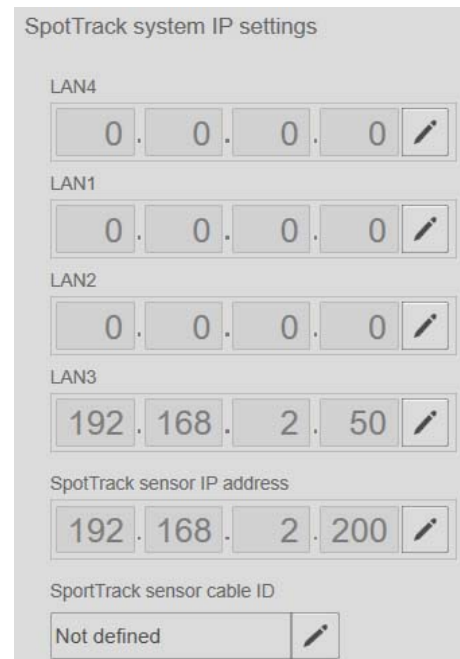 SpotTrack system IP settings
LAN4
0 . 0 . 0 . 0
LAN1
0 . 0 . 0 . 0
LAN2
0 . 0 . 0 . 0
LAN3
192 . 168 . 2 . 50
SpotTrack sensor IP address
192 . 168 . 2 . 200
SportTrack sensor cable ID
Not defined